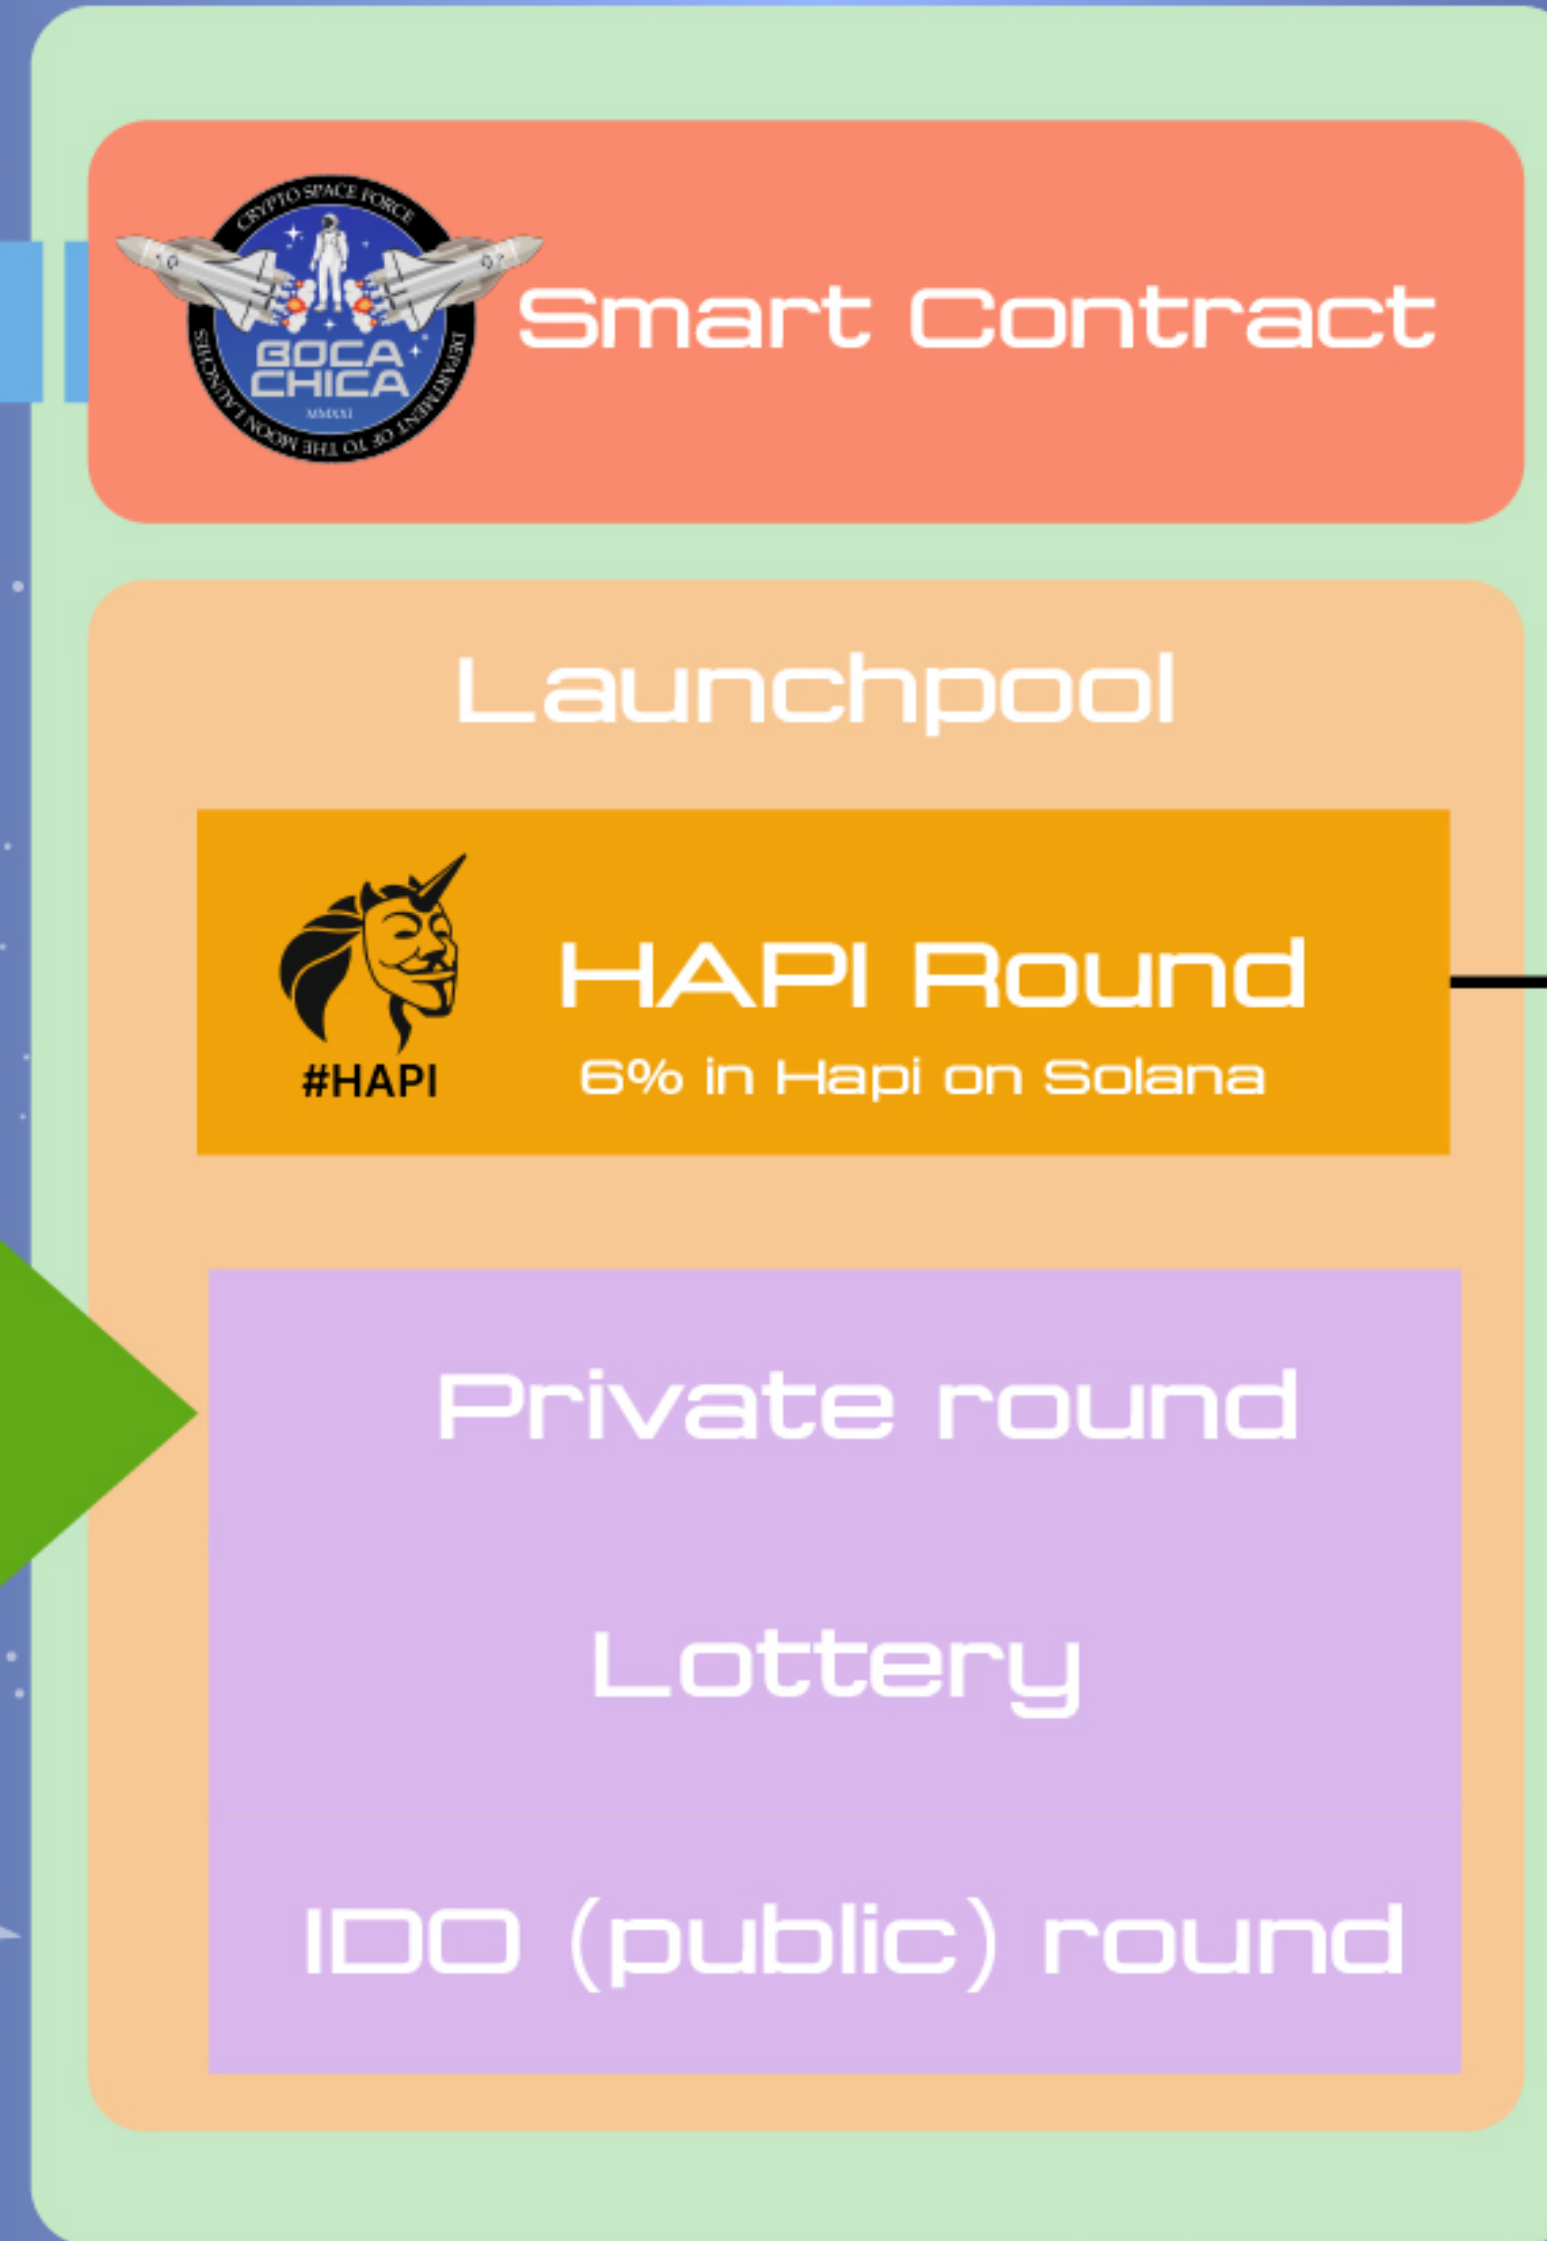 CRYPTO SPACE FORCE
BOCA
CHICA
MMXXI
DEPARTMENT OF TO THE MOON LAUNCHES
Smart Contract
Launchpool
#HAPI
HAPI Round
6% in Hapi on Solana
Private round
Lottery
IDO (public) round